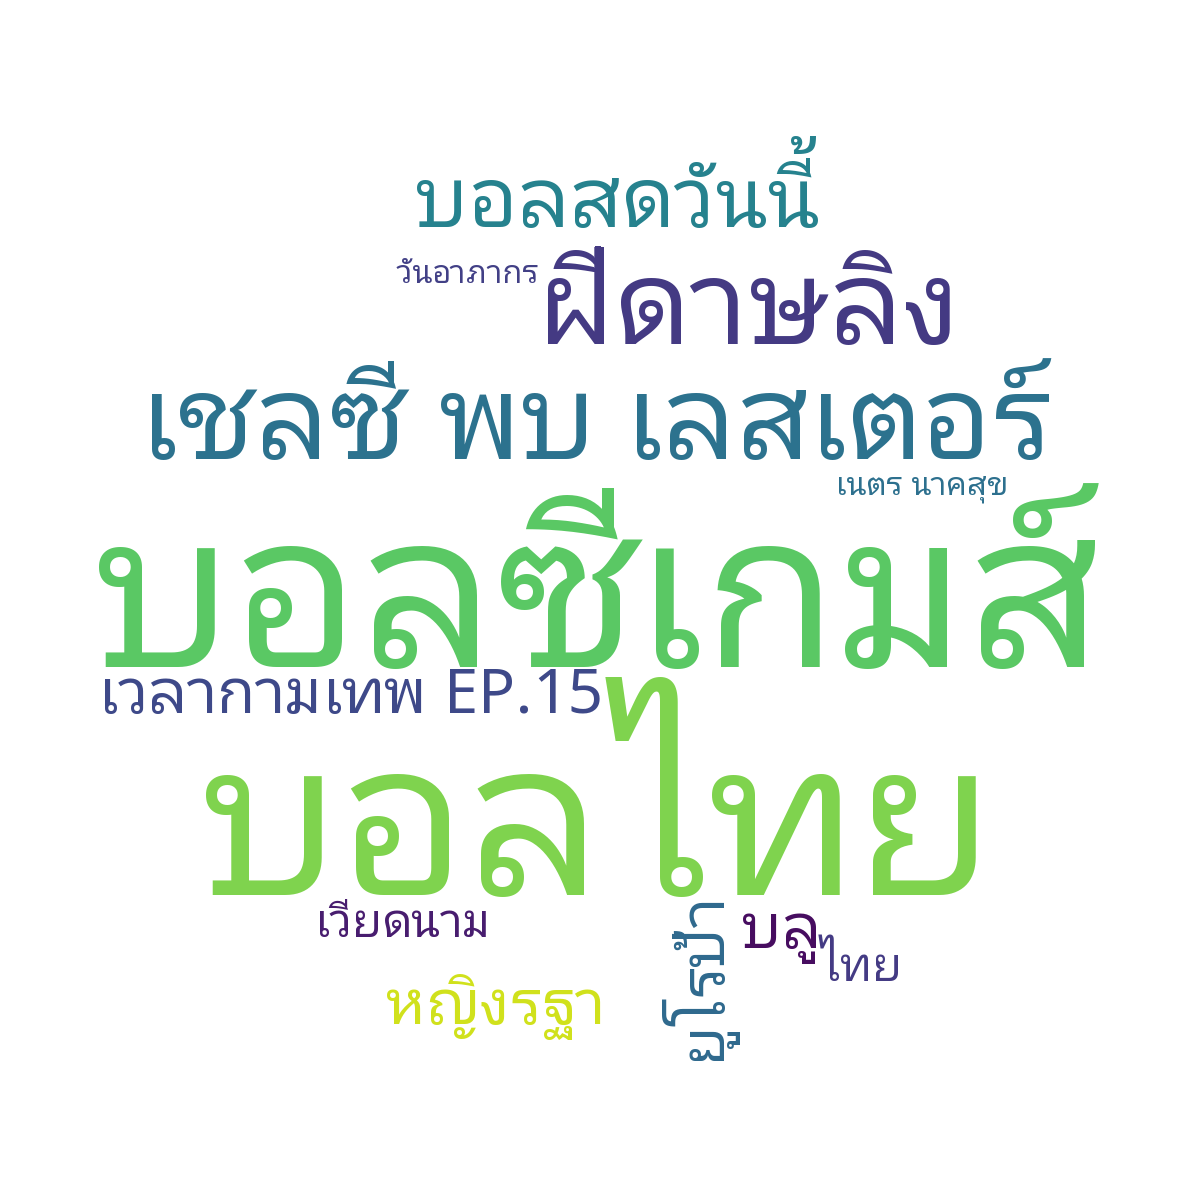 บอลสดวันนี้
วันอาภากร
ฝีดาษลิง
เชลซี พบ เลสเตอร์
เนตร นาคสุข
บอลซีเกมส์
เวลากามเทพ EP.15
บอลไทย
เวียดนาม
ยูโรป้า
บลู
ไทย
หญิงรฐา